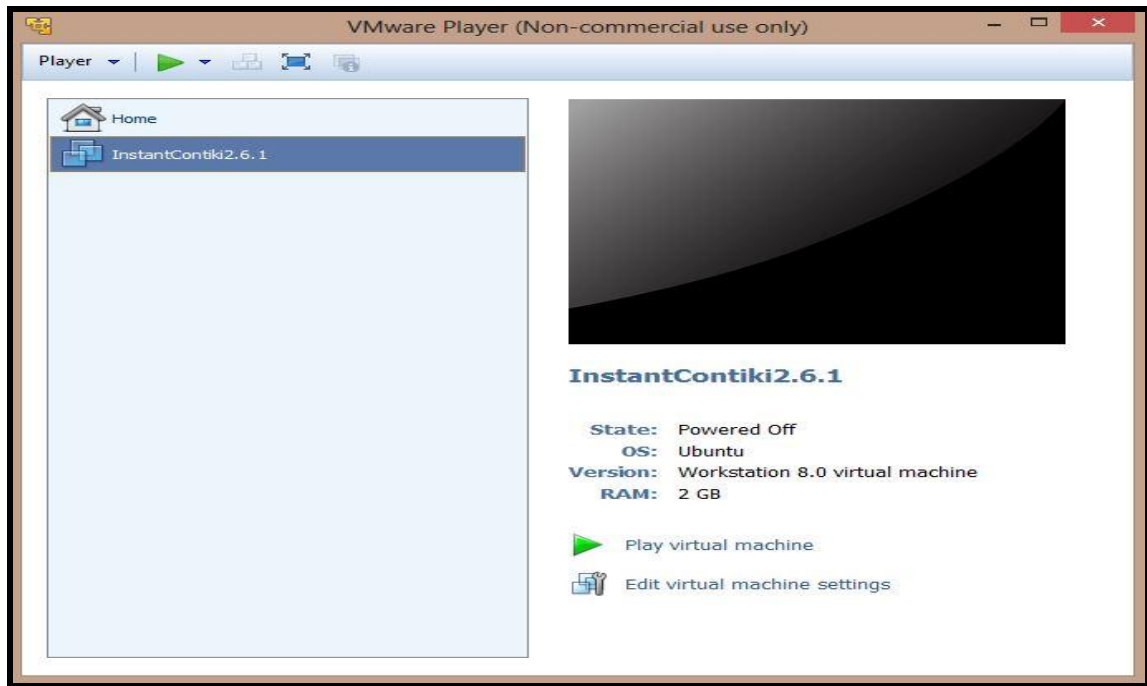 VMware Player (Non-commercial use only)
Player
Home
InstantContiki2.6.1
InstantContiki2.6.1
State: Powered Off
OS: Ubuntu
Version: Workstation 8.0 virtual machine
RAM: 2 GB
Play virtual machine
Edit virtual machine settings